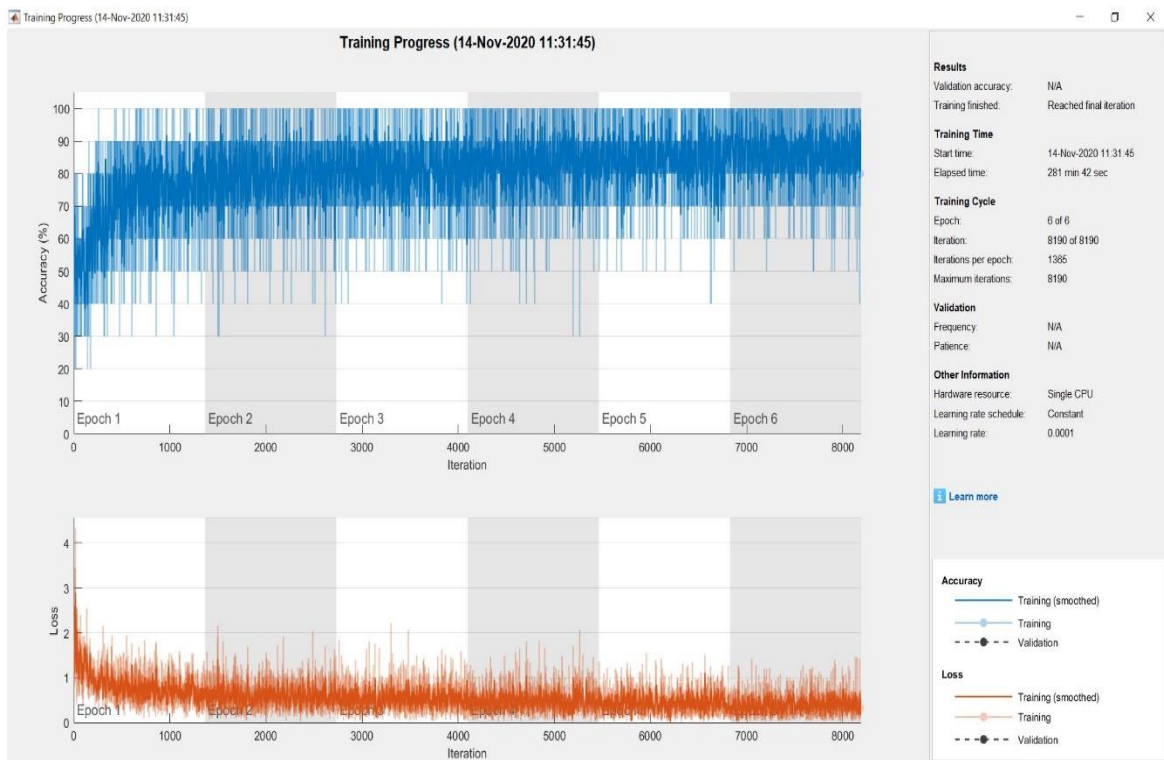 Training Progress (14-Nov-2020 11:31:45)
Training Progress (14-Nov-2020 11:31:45)
Accuracy (%)
100
90
80
70
60
50
40
30
20
10
0
Epoch 1 Epoch 2 Epoch 3 Epoch 4 Epoch 5 Epoch 6
0 1000 2000 3000 4000 5000 6000 7000 8000
Iteration
Loss
4
3
2
1
0
Epoch 1 Epoch 2 Epoch 3
0 1000 2000 3000 4000 5000 6000 7000 8000
Iteration
Results
Validation accuracy: N/A
Training finished: Reached final iteration
Training Time
Start time: 14-Nov-2020 11:31:45
Elapsed time: 281 min 42 sec
Training Cycle
Epoch: 6 of 6
Iteration: 8190 of 8190
Iterations per epoch: 1365
Maximum iterations: 8190
Validation
Frequency: N/A
Patience: N/A
Other Information
Hardware resource: Single CPU
Learning rate schedule: Constant
Learning rate: 0.0001
i Learn more
Accuracy
Training (smoothed)
Training
Validation
Loss
Training (smoothed)
Training
Validation